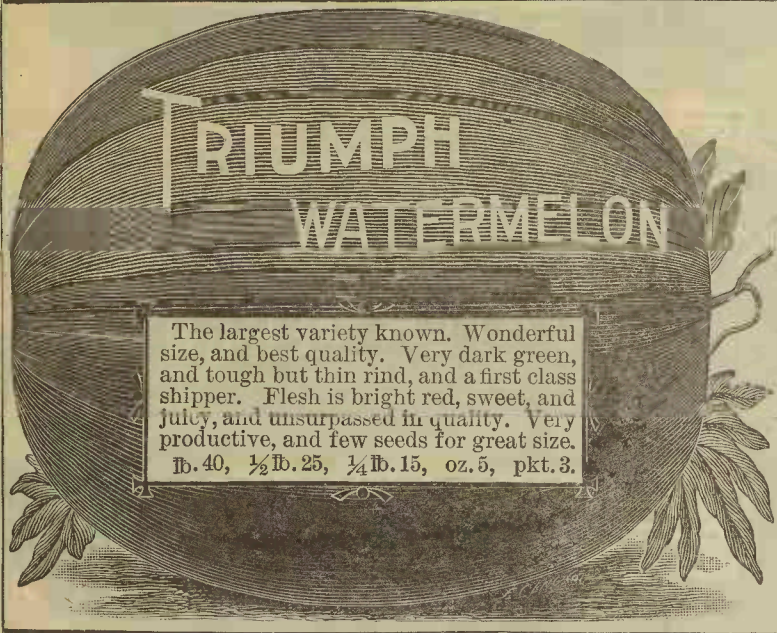 TRIUMPH
WATERMELON
The largest variety known. Wonderful
size, and best quality. Very dark green,
and tough but thin rind, and a first class
shipper. Flesh is bright red, sweet, and
juicy, and unsurpassed in quality. Very
productive, and few seeds for great size.
lb. 40, ½ lb. 25, ¼ lb. 15, oz. 5, pkt. 3.